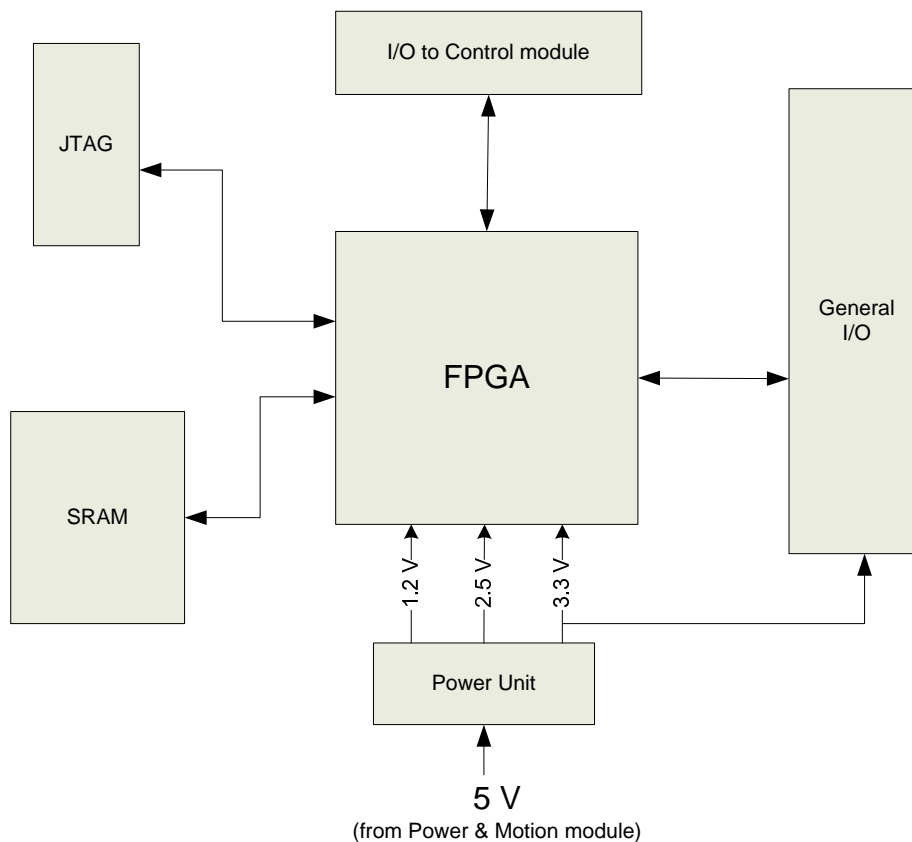 I/O to Control module
JTAG
General
I/O
FPGA
SRAM
1.2 V
2.5 V
3.3 V
Power Unit
5 V
(from Power & Motion module)